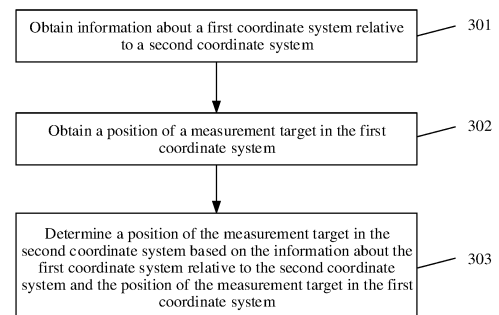 Obtain information about a first coordinate system relative
to a second coordinate system
301
Obtain a position of a measurement target in the first
coordinate system
302
Determine a position of the measurement target in the
second coordinate system based on the information about the
first coordinate system relative to the second coordinate
system and the position of the measurement target in the first
coordinate system
303